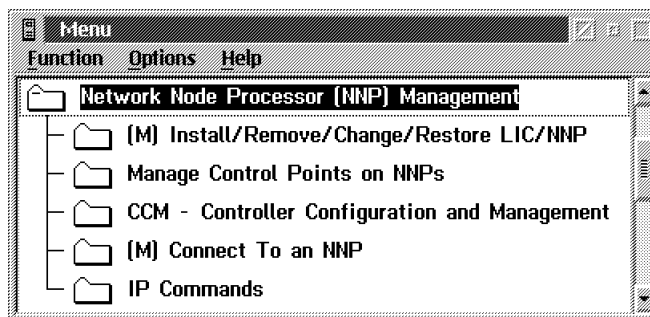 Menu
Function Options Help
Network Node Processor (NNP) Management
(M) Install/Remove/Change/Restore LIC/NNP
Manage Control Points on NNPs
CCM - Controller Configuration and Management
(M) Connect To an NNP
IP Commands